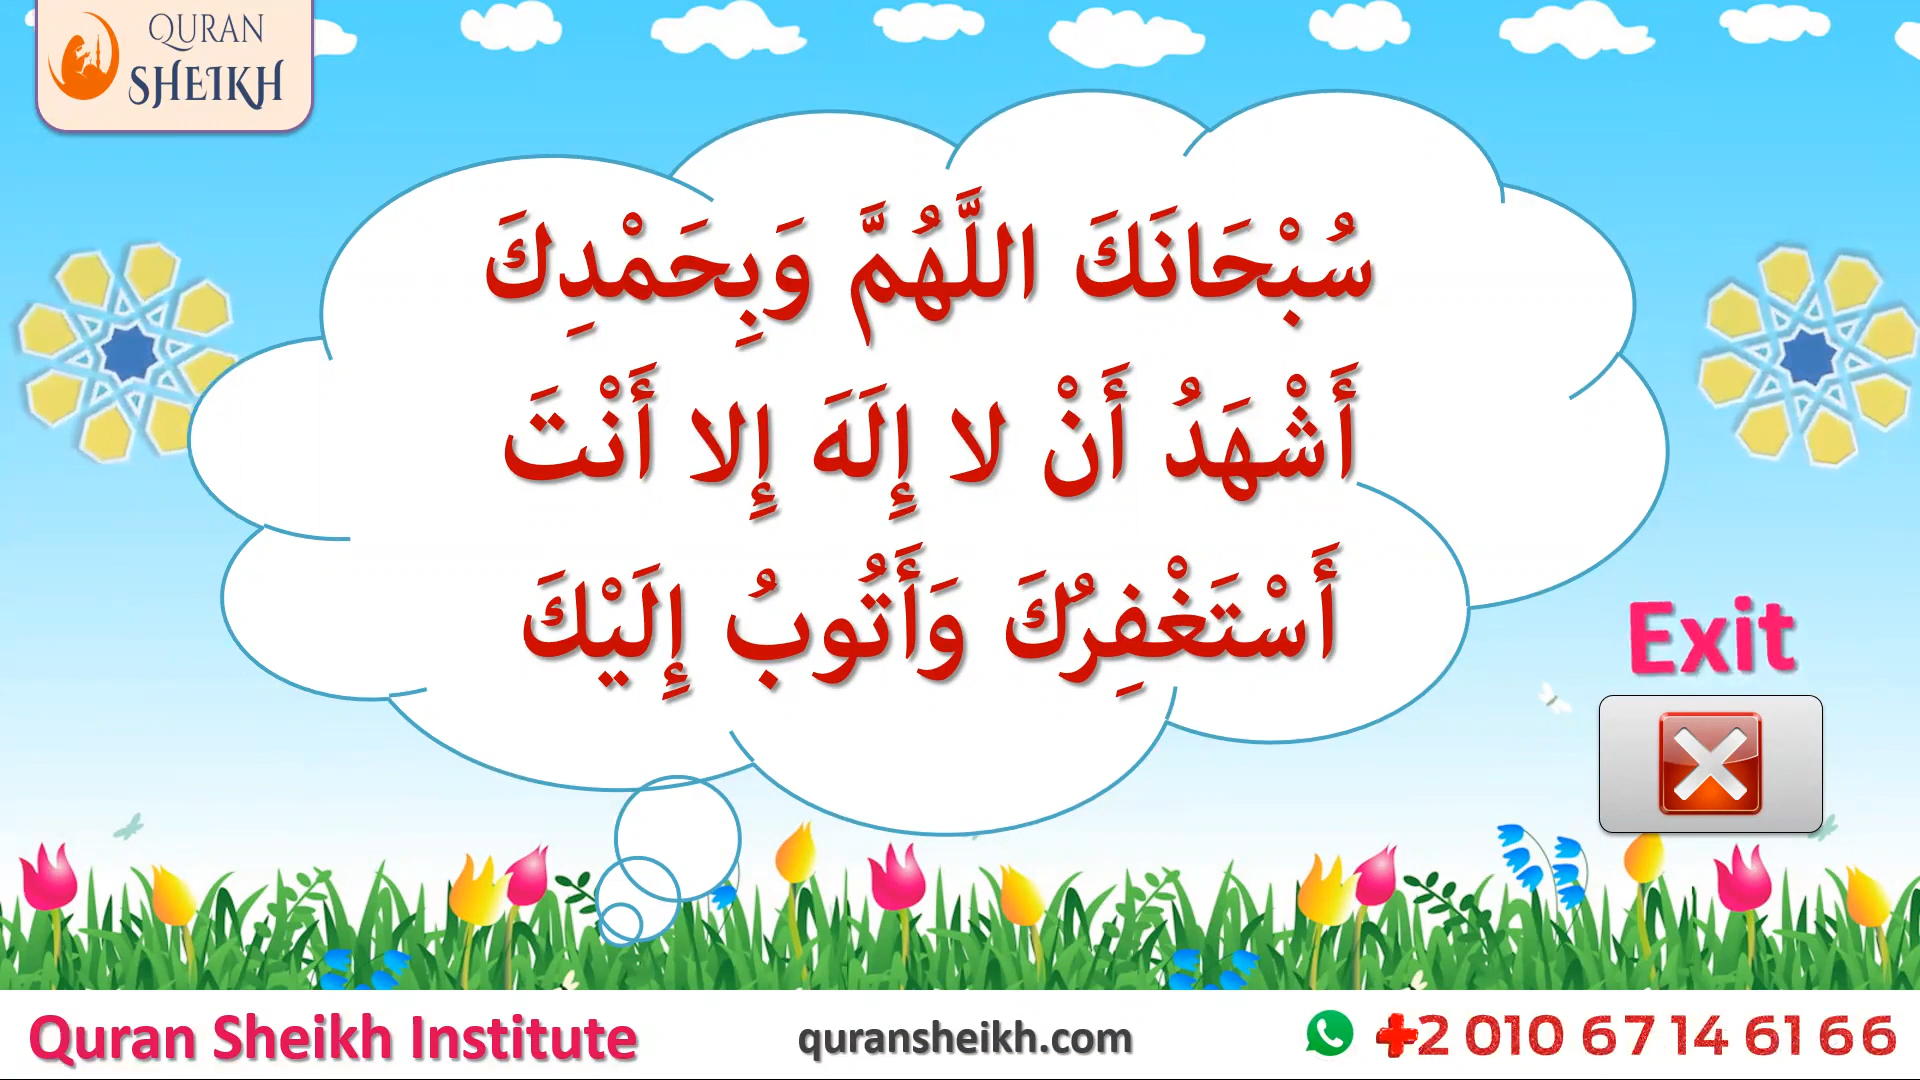 QURAN
SHEIKH
سُبْحَانَكَ اللَّهُمَّ وَبِحَمْدِكَ
أَشْهَدُ أَنْ لا إِلَهَ إِلا أَنْتَ
أَسْتَغْفِرُكَ وَأَتُوبُ إِلَيْكَ
Exit
Quran Sheikh Institute
quransheikh.com
+2 010 67 14 61 66